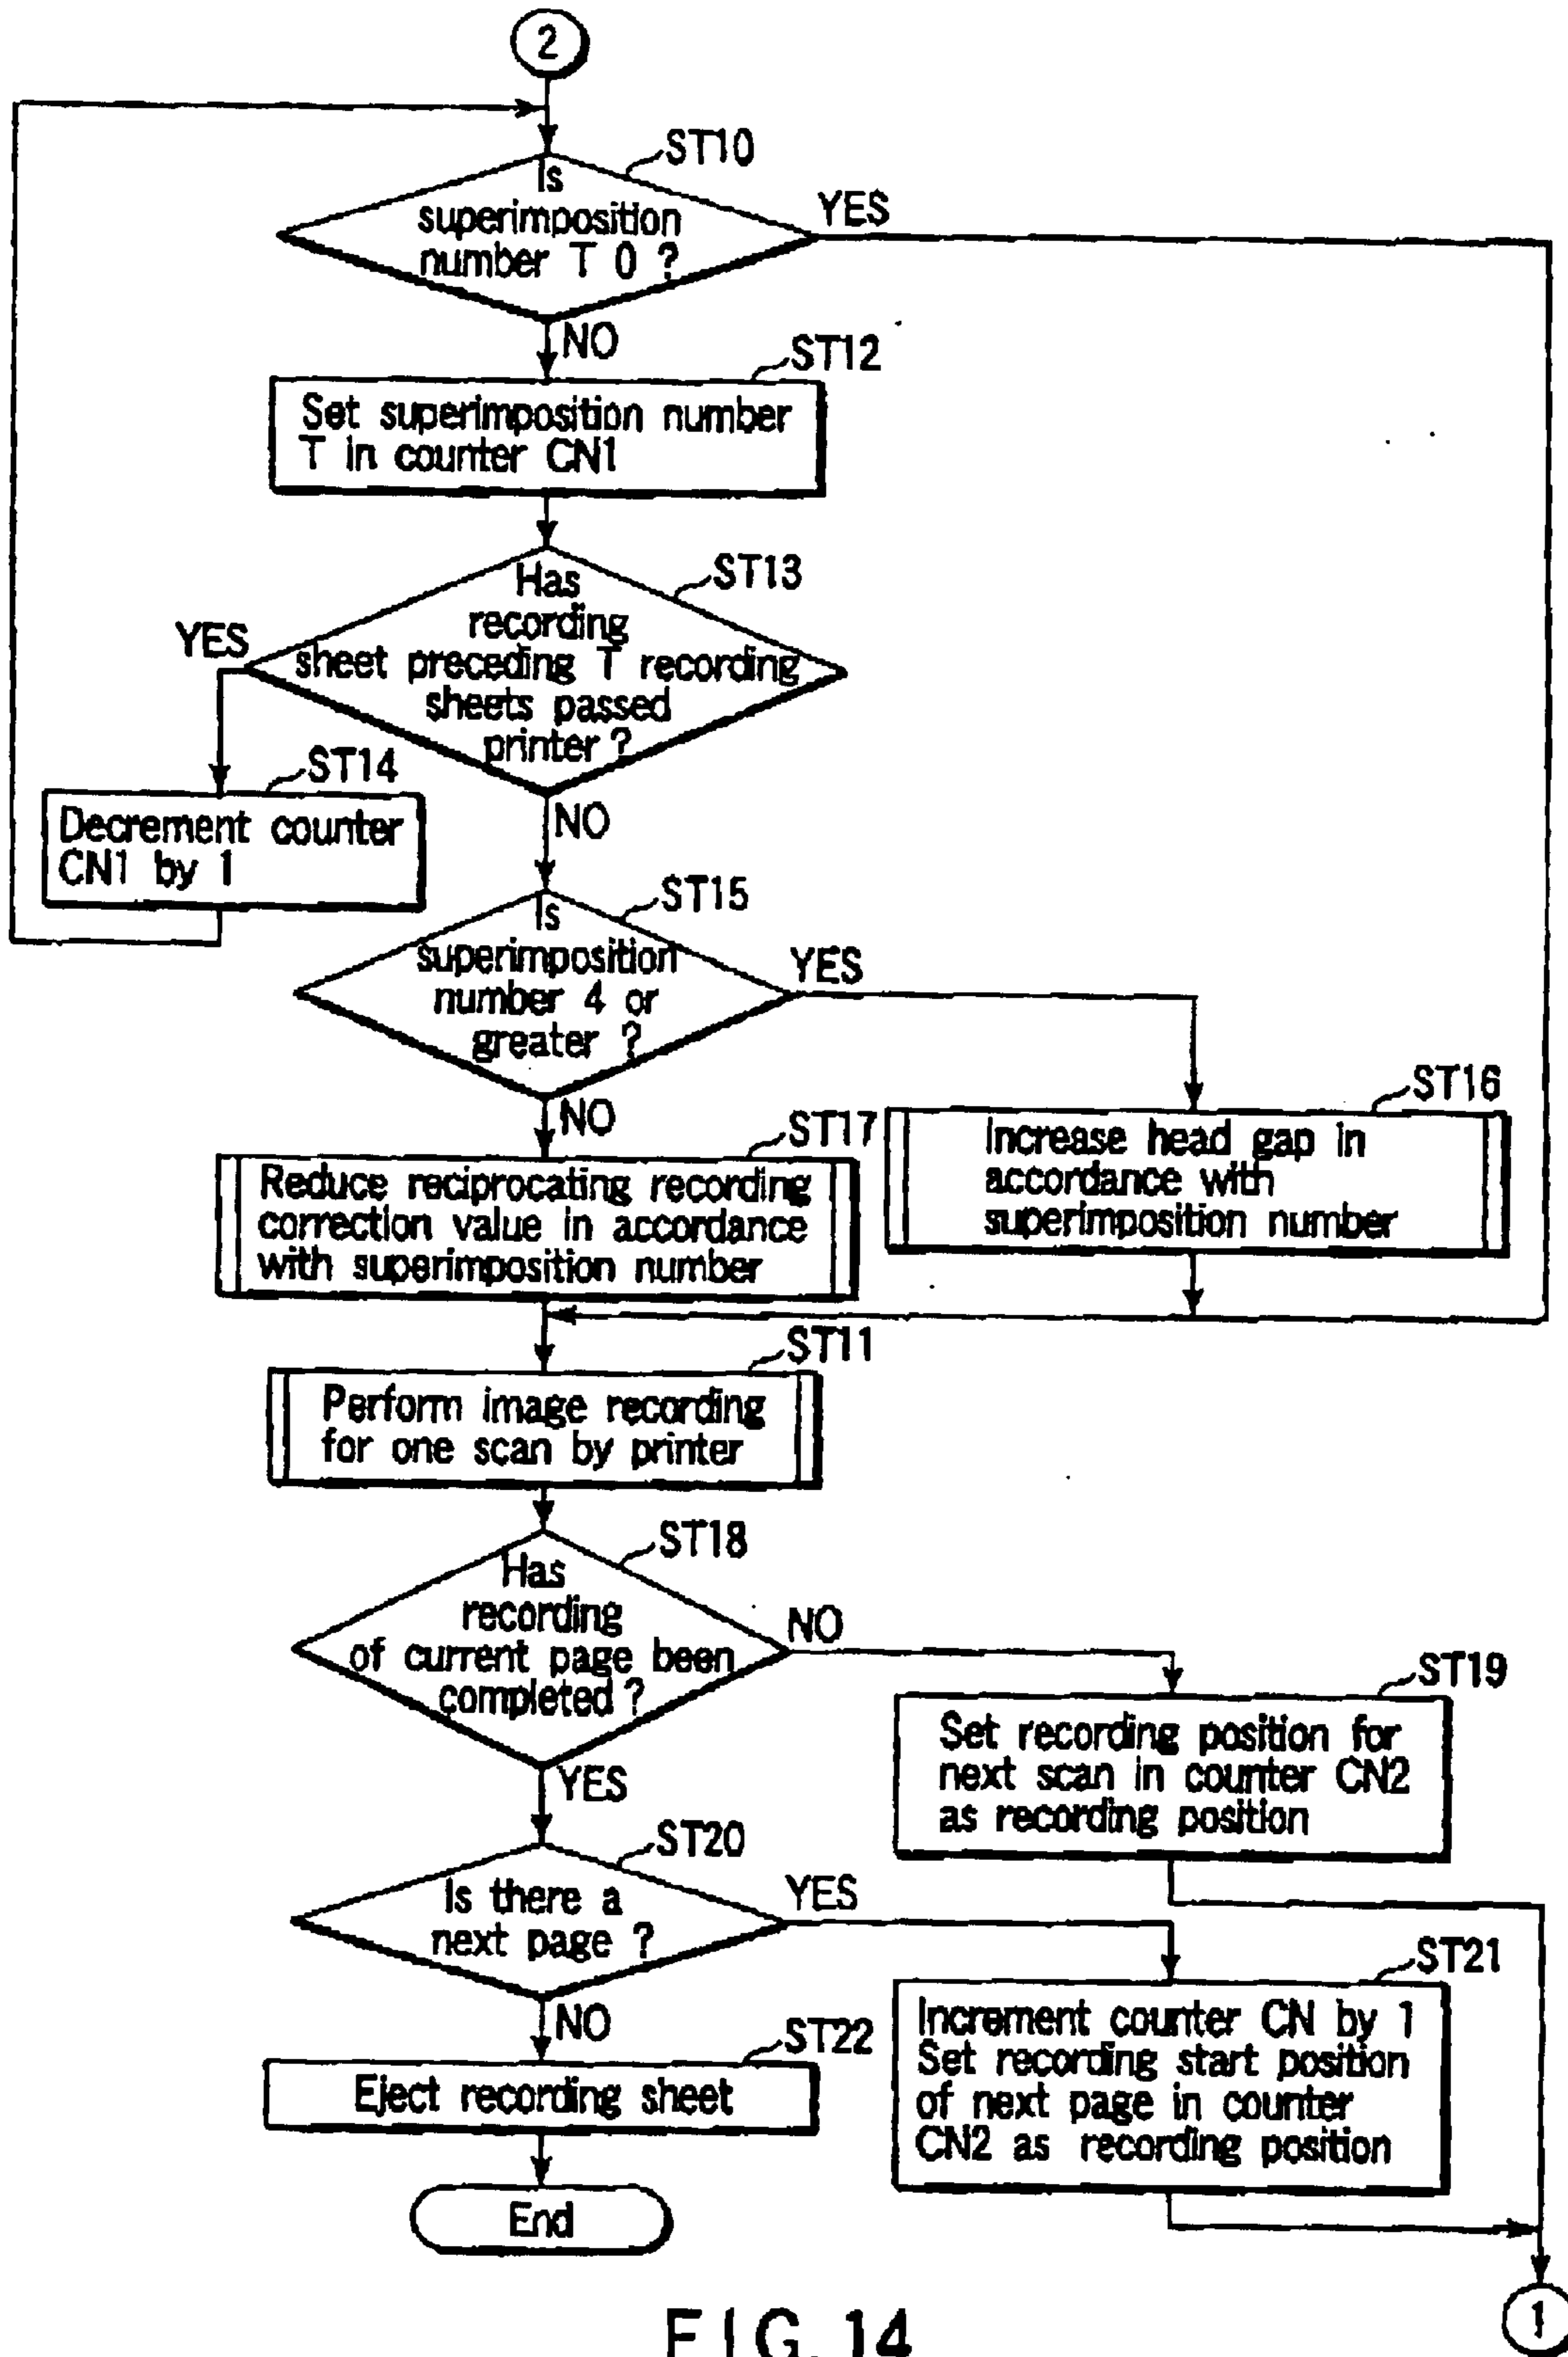 2
ST10
Is
superimposition
number T 0 ?
YES
NO
ST12
Set superimposition number
T in counter CN1
ST13
Has
recording
sheet preceding T recording
sheets passed
printer ?
YES
ST14
Decrement counter
CN1 by 1
NO
ST15
Is
superimposition
number 4 or
greater ?
YES
ST16
Increase head gap in
accordance with
superimposition number
NO
ST17
Reduce reciprocating recording
correction value in accordance
with superimposition number
ST11
Perform image recording
for one scan by printer
ST18
Has
recording
of current page been
completed ?
NO
ST19
Set recording position for
next scan in counter CN2
as recording position
YES
ST20
Is there a
next page ?
YES
ST21
Increment counter CN by 1
Set recording start position
of next page in counter
CN2 as recording position
NO
ST22
Eject recording sheet
End
1
FIG. 14